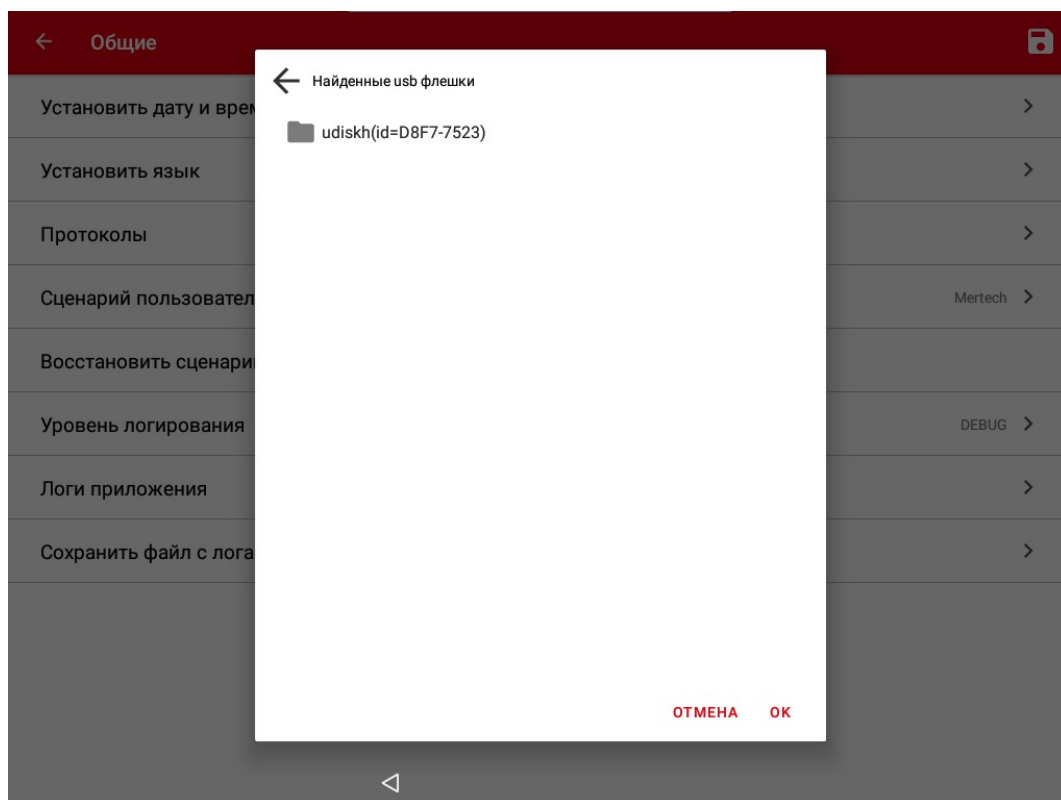 Общие
Найденные usb флешки
udiskh(id=D8F7-7523)
Установить дату и врем
Установить язык
Протоколы
Сценарий пользовател
Mertech
Восстановить сценари
Уровень логирования
DEBUG
Логи приложения
Сохранить файл с лога
ОТМЕНА
ОК